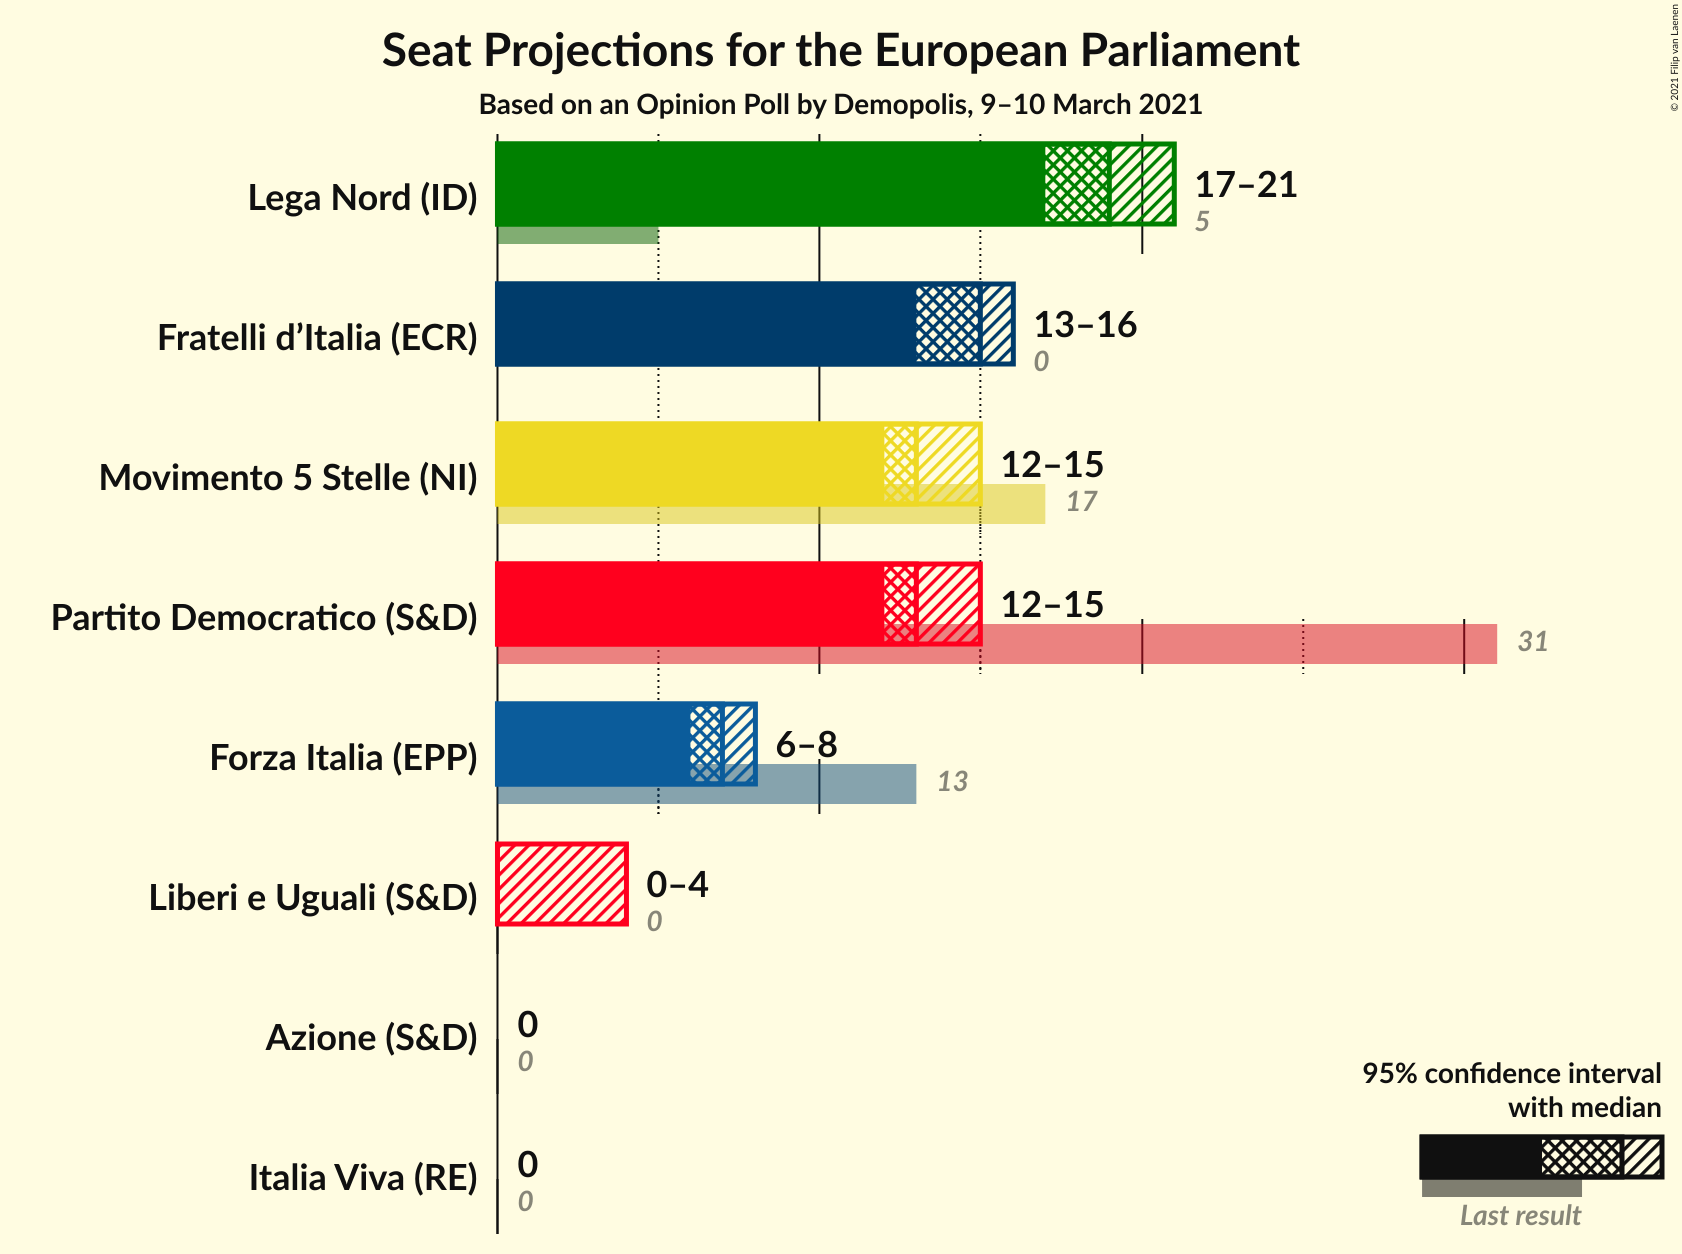 Seat Projections for the European Parliament
Based on an Opinion Poll by Demopolis, 9–10 March 2021
© 2021 Filip van Laenen
Lega Nord (ID)
17–21
5
Fratelli d’Italia (ECR)
13–16
0
Movimento 5 Stelle (NI)
12–15
17
Partito Democratico (S&D)
12–15
31
Forza Italia (EPP)
6–8
13
Liberi e Uguali (S&D)
0–4
0
Azione (S&D)
0
0
Italia Viva (RE)
0
0
95% confidence interval
with median
Last result